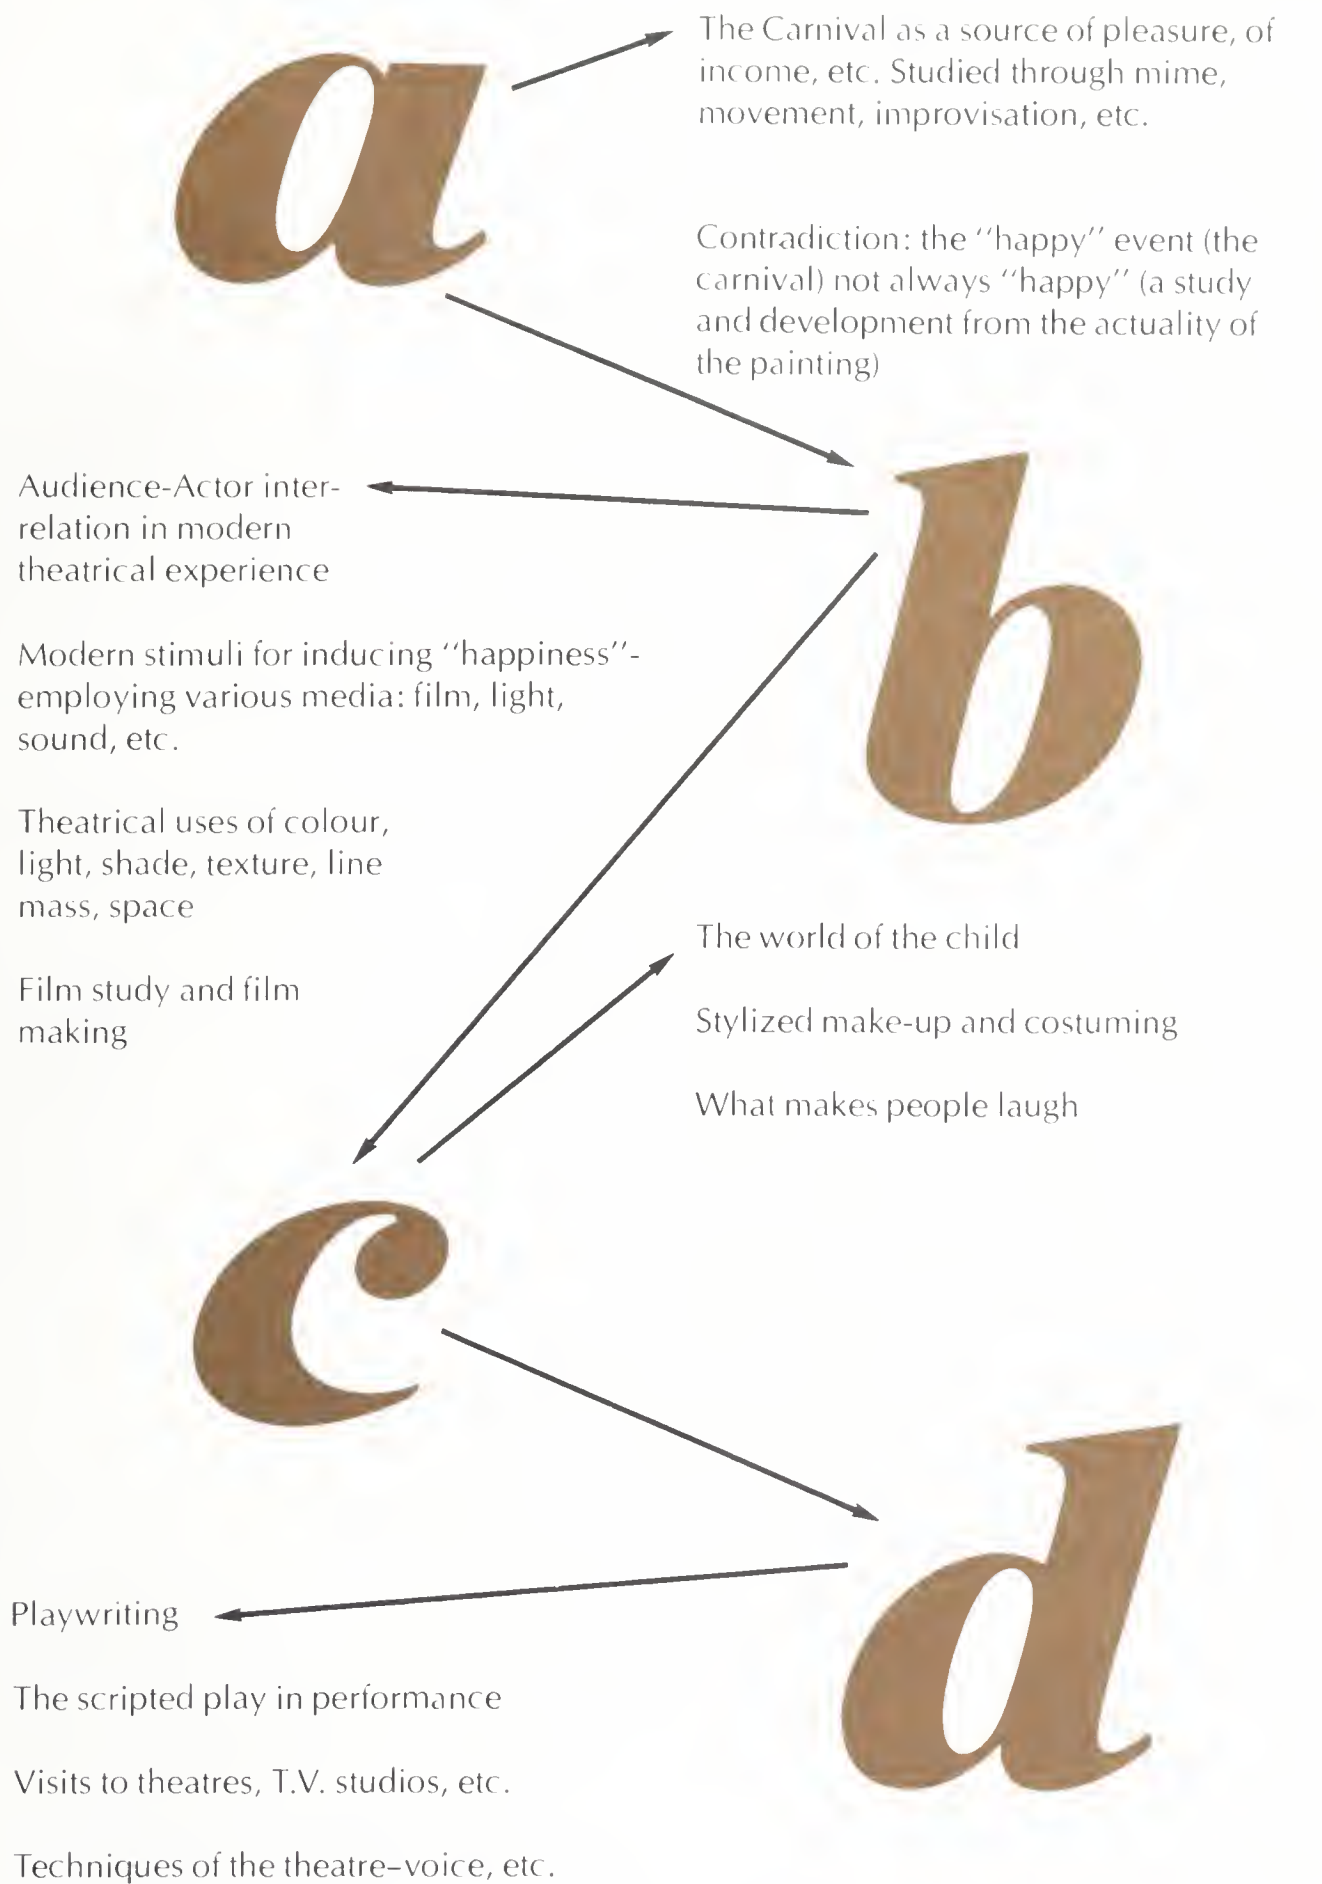 a
The Carnival as a source of pleasure, of
income, etc. Studied through mime,
movement, improvisation, etc.
Contradiction: the "happy" event (the
carnival) not always "happy" (a study
and development from the actuality of
the painting)
b
Audience-Actor inter-
relation in modern
theatrical experience
Modern stimuli for inducing "happiness"-
employing various media: film, light,
sound, etc.
Theatrical uses of colour,
light, shade, texture, line
mass, space
Film study and film
making
c
The world of the child
Stylized make-up and costuming
What makes people laugh
d
Playwriting
The scripted play in performance
Visits to theatres, T.V. studios, etc.
Techniques of the theatre–voice, etc.